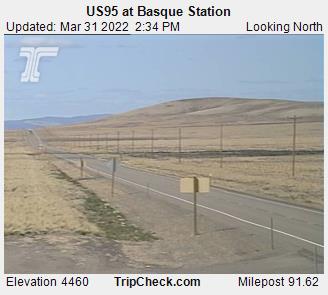 US95 at Basque Station
Updated: Mar 31 2022 2:34 PM Looking North
Elevation 4460 TripCheck.com Milepost 91.62